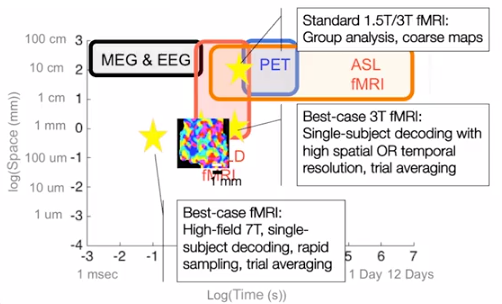 Standard 1.5T/3T fMRI:
Group analysis, coarse maps
100 cm 3
10 cm 2
1 cm 1
1 mm 0
100 um -1
10 um -2
1 um -3
-4
log(Space (mm))
MEG & EEG
PET
ASL
fMRI
LD
fMRI
1 mm
Best-case 3T fMRI:
Single-subject decoding with
high spatial OR temporal
resolution, trial averaging
Best-case fMRI:
High-field 7T, single-
subject decoding, rapid
sampling, trial averaging
-3 -2 -1 5 6 7
1 msec 1 Day 12 Days
Log(Time (s))